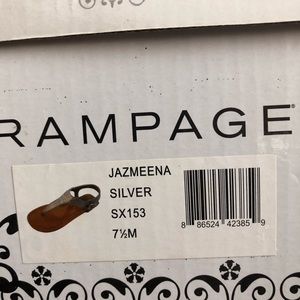 RAMPAGE
JAZMEENA
SILVER
SX153
7½M
8 86524 42385 9